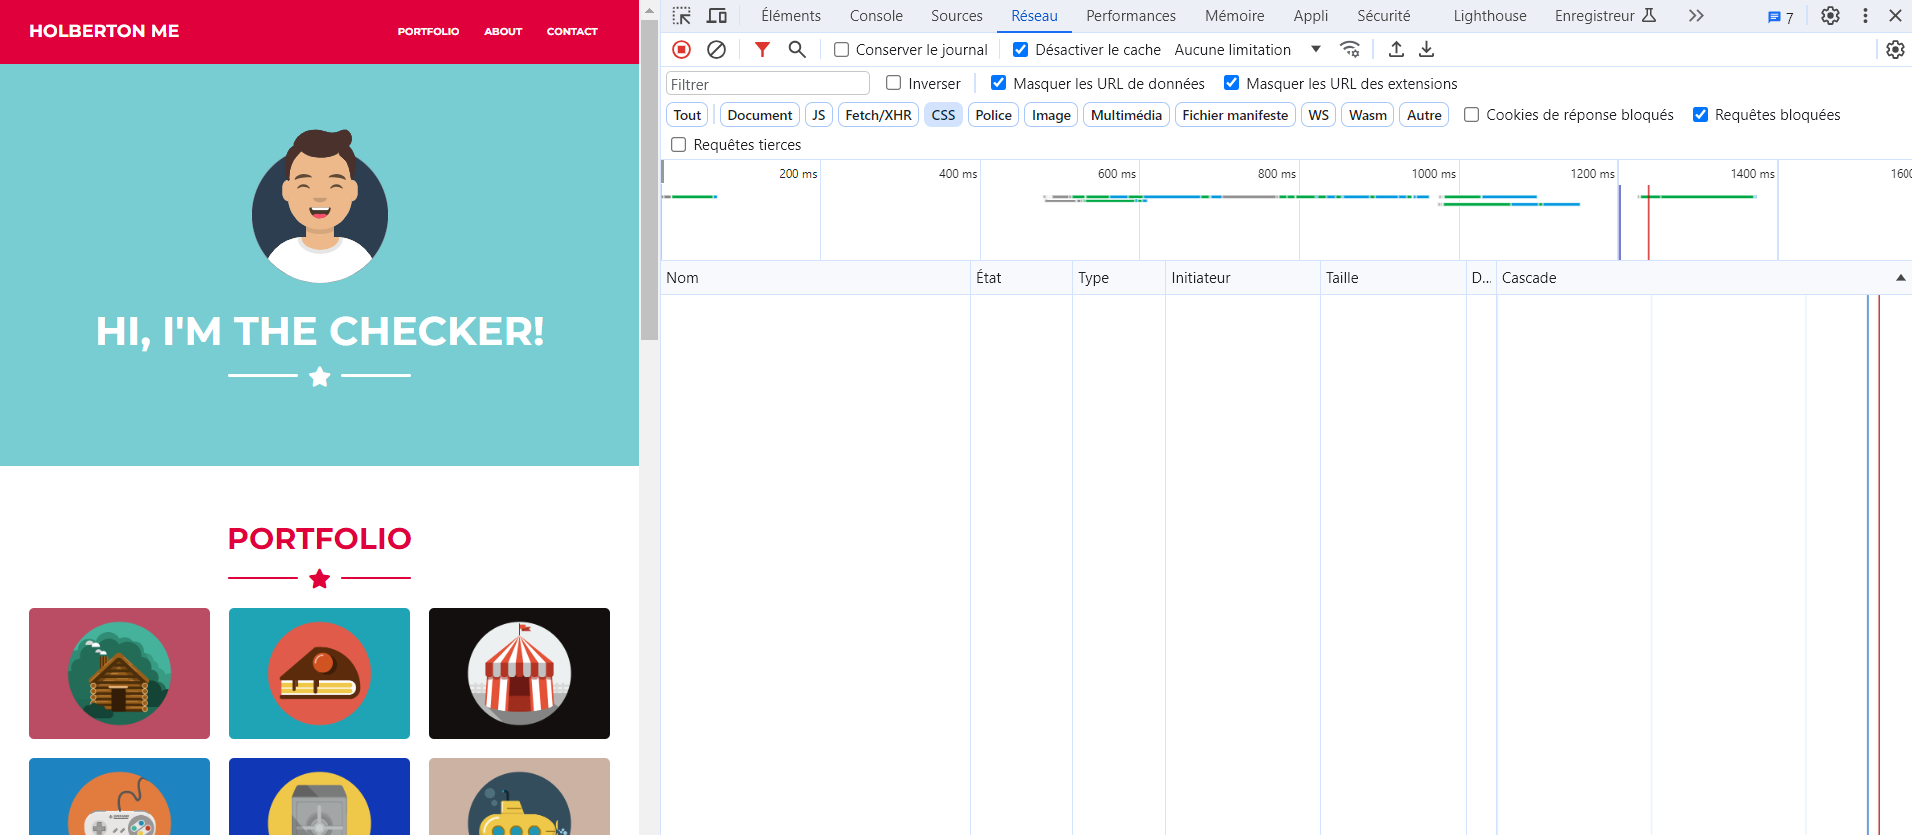 HOLBERTON ME
PORTFOLIO ABOUT CONTACT
HI, I'M THE CHECKER!
PORTFOLIO
Éléments Console Sources Réseau Performances Mémoire Appli Sécurité Lighthouse Enregistreur 7
Conserver le journal Désactiver le cache Aucune limitation
Filtrer Inverser Masquer les URL de données Masquer les URL des extensions
Tout Document JS Fetch/XHR CSS Police Image Multimédia Fichier manifeste WS Wasm Autre Cookies de réponse bloqués Requêtes bloquées
Requêtes tierces
200 ms 400 ms 600 ms 800 ms 1000 ms 1200 ms 1400 ms 1600
Nom État Type Initiateur Taille D... Cascade